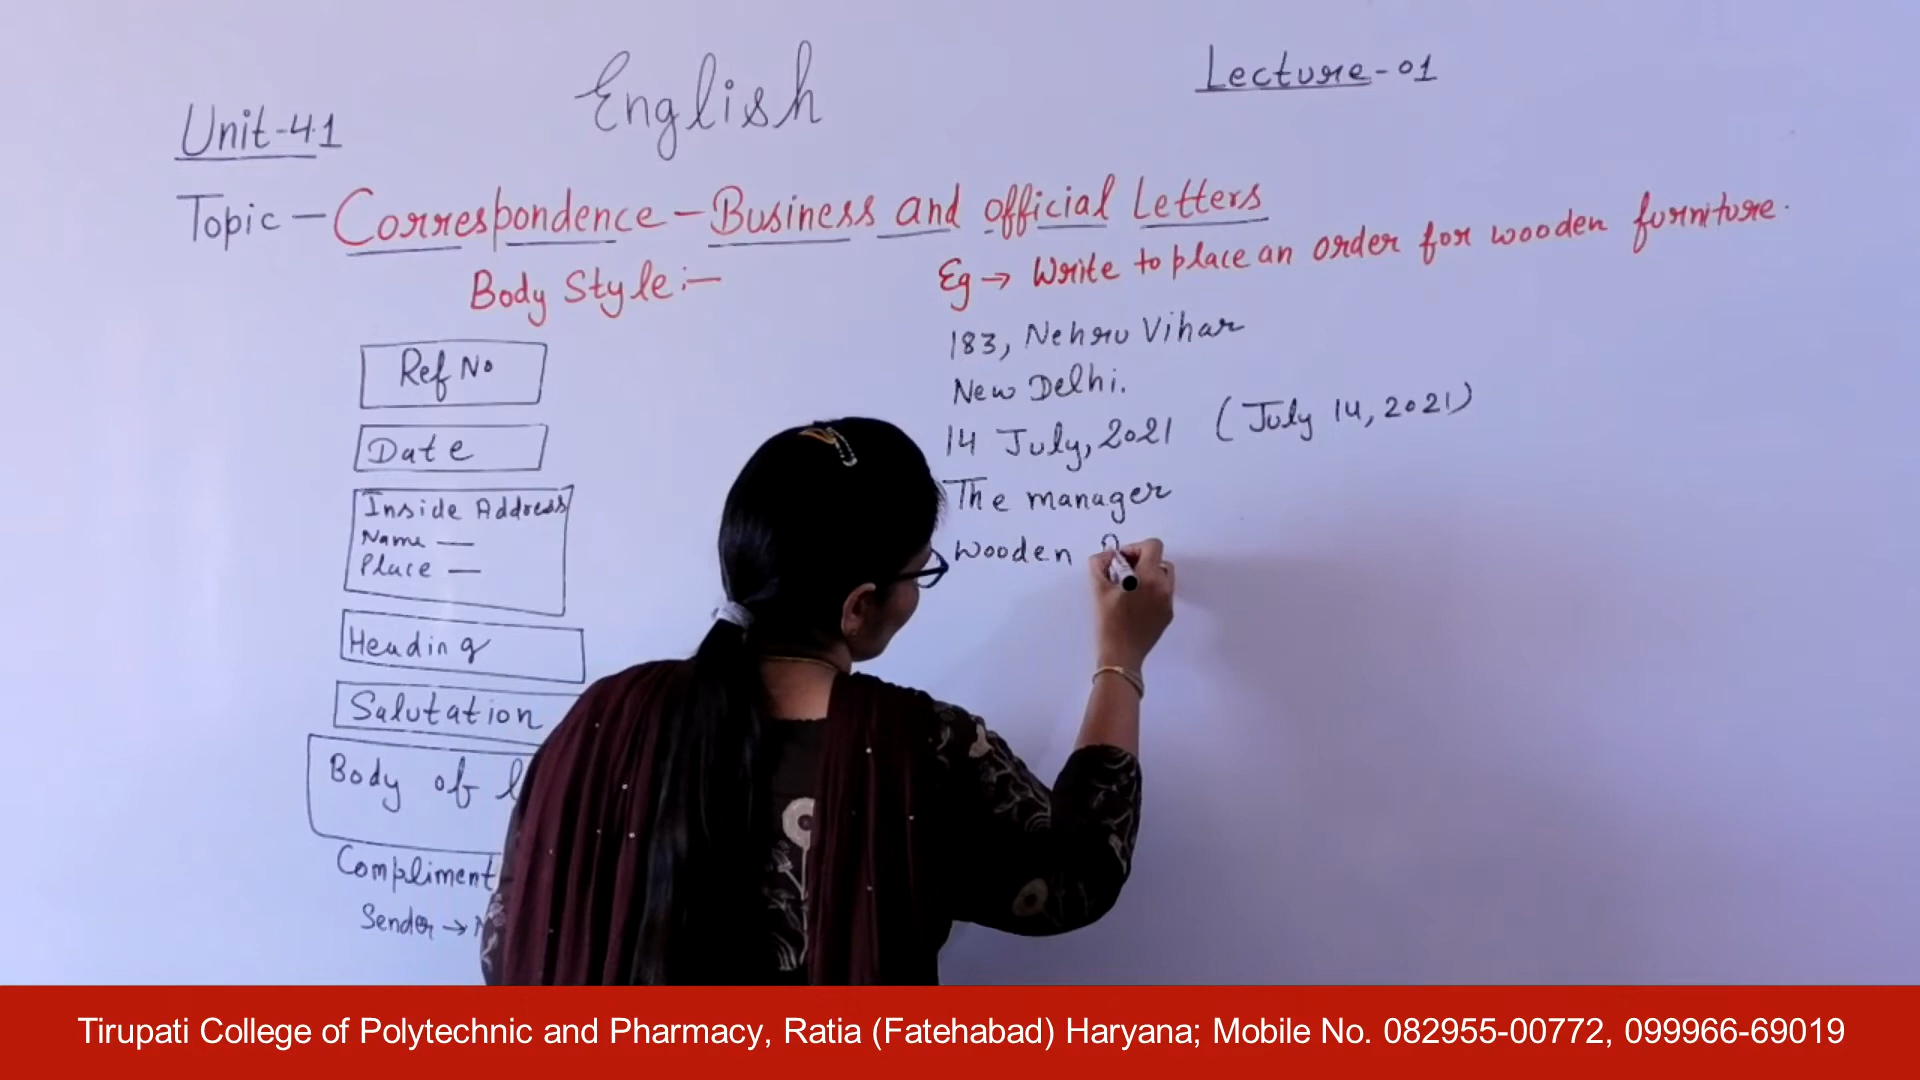 English
Lecture-01
Unit-4.1
Topic - Correspondence - Business and official Letters
Body Style :-
Ref No
Date
Inside Address
Name —
Place —
Heading
Salutation
Body of
Compliment
Sender →
Eg → Write to place an order for wooden furniture.
183, Nehru Vihar
New Delhi.
14 July, 2021 (July 14, 2021)
The manager
Wooden
Tirupati College of Polytechnic and Pharmacy, Ratia (Fatehabad) Haryana; Mobile No. 082955-00772, 099966-69019